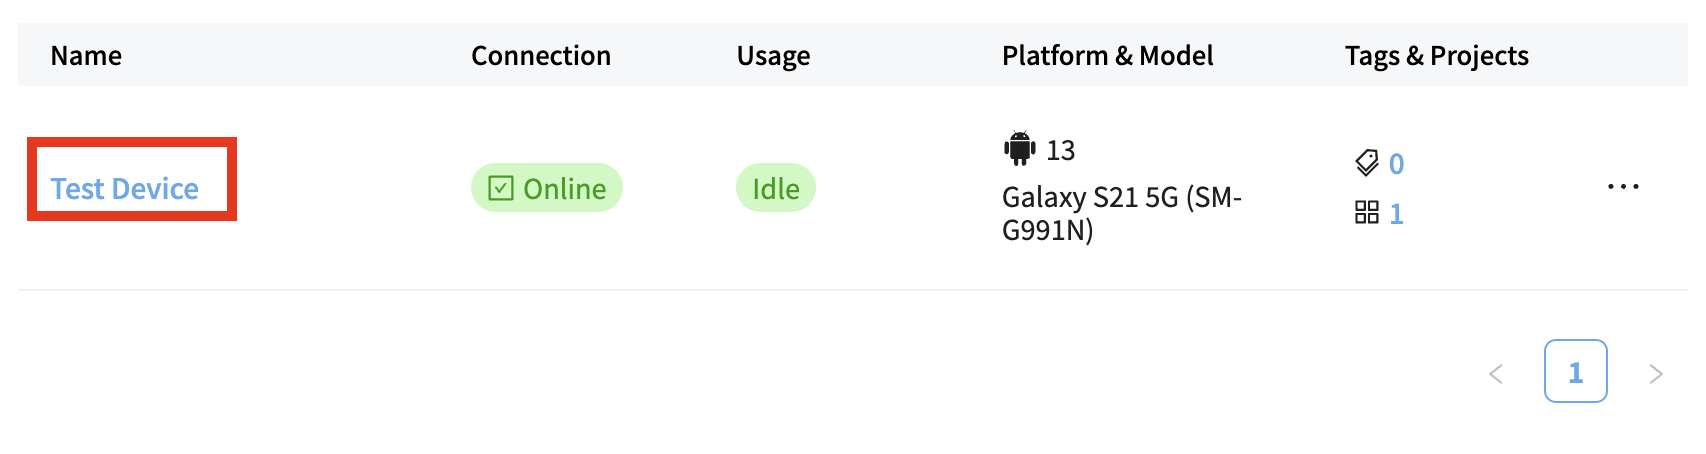 Name Connection Usage Platform & Model Tags & Projects
Test Device Online Idle 13 0
Galaxy S21 5G (SM-
G991N) 1
1